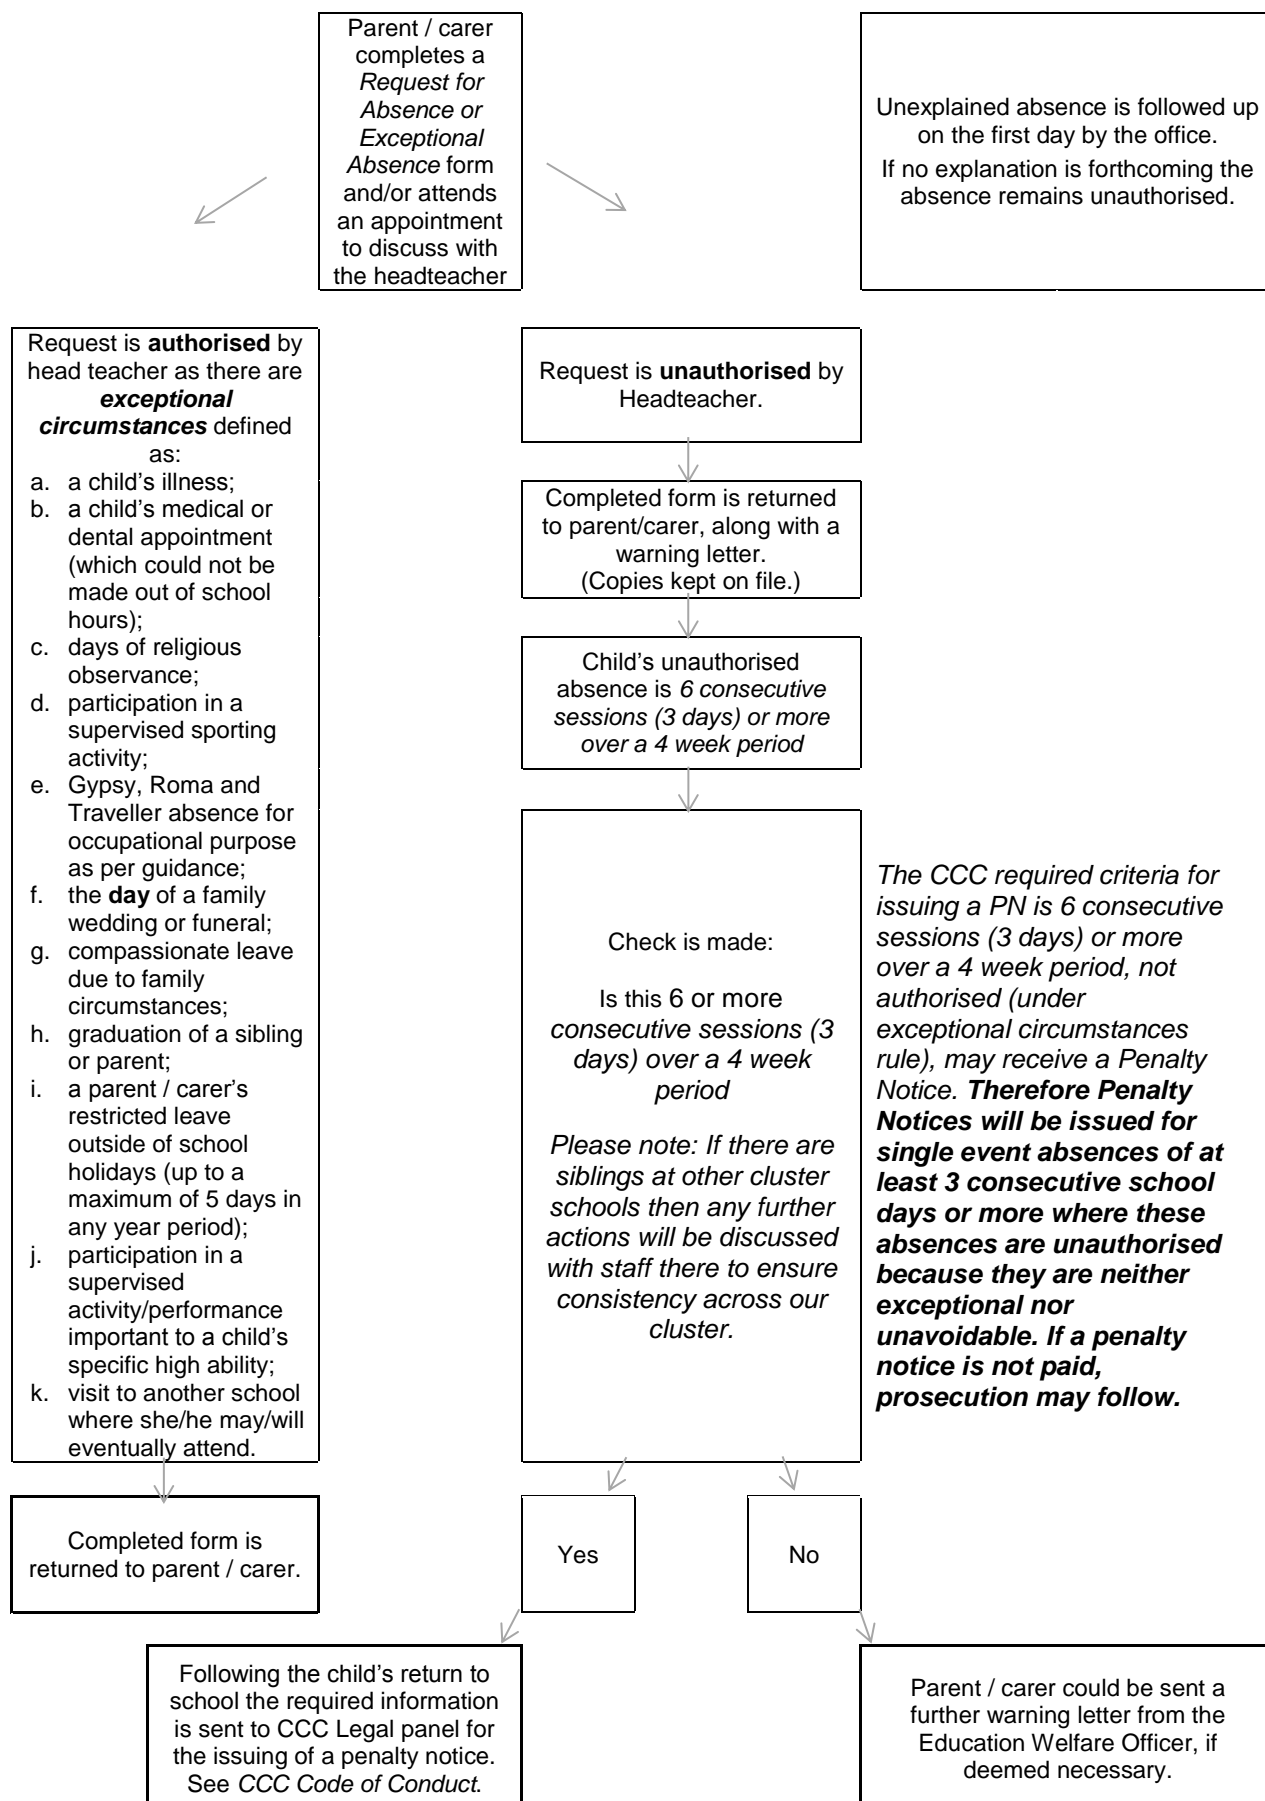 Parent / carer
completes a
Request for
Absence or
Exceptional
Absence form
and/or attends
an appointment
to discuss with
the headteacher
Unexplained absence is followed up
on the first day by the office.
If no explanation is forthcoming the
absence remains unauthorised.
Request is authorised by
head teacher as there are
exceptional
circumstances defined
as:
a. a child's illness;
b. a child's medical or
dental appointment
(which could not be
made out of school
hours);
c. days of religious
observance;
d. participation in a
supervised sporting
activity;
e. Gypsy, Roma and
Traveller absence for
occupational purpose
as per guidance;
f. the day of a family
wedding or funeral;
g. compassionate leave
due to family
circumstances;
h. graduation of a sibling
or parent;
i. a parent / carer's
restricted leave
outside of school
holidays (up to a
maximum of 5 days in
any year period);
j. participation in a
supervised
activity/performance
important to a child's
specific high ability;
k. visit to another school
where she/he may/will
eventually attend.
Completed form is
returned to parent / carer.
Request is unauthorised by
Headteacher.
Completed form is returned
to parent/carer, along with a
warning letter.
(Copies kept on file.)
Child's unauthorised
absence is 6 consecutive
sessions (3 days) or more
over a 4 week period
Check is made:
Is this 6 or more
consecutive sessions (3
days) over a 4 week
period
Please note: If there are
siblings at other cluster
schools then any further
actions will be discussed
with staff there to ensure
consistency across our
cluster.
The CCC required criteria for
issuing a PN is 6 consecutive
sessions (3 days) or more
over a 4 week period, not
authorised (under
exceptional circumstances
rule), may receive a Penalty
Notice. Therefore Penalty
Notices will be issued for
single event absences of at
least 3 consecutive school
days or more where these
absences are unauthorised
because they are neither
exceptional nor
unavoidable. If a penalty
notice is not paid,
prosecution may follow.
Yes
No
Following the child's return to
school the required information
is sent to CCC Legal panel for
the issuing of a penalty notice.
See CCC Code of Conduct.
Parent / carer could be sent a
further warning letter from the
Education Welfare Officer, if
deemed necessary.